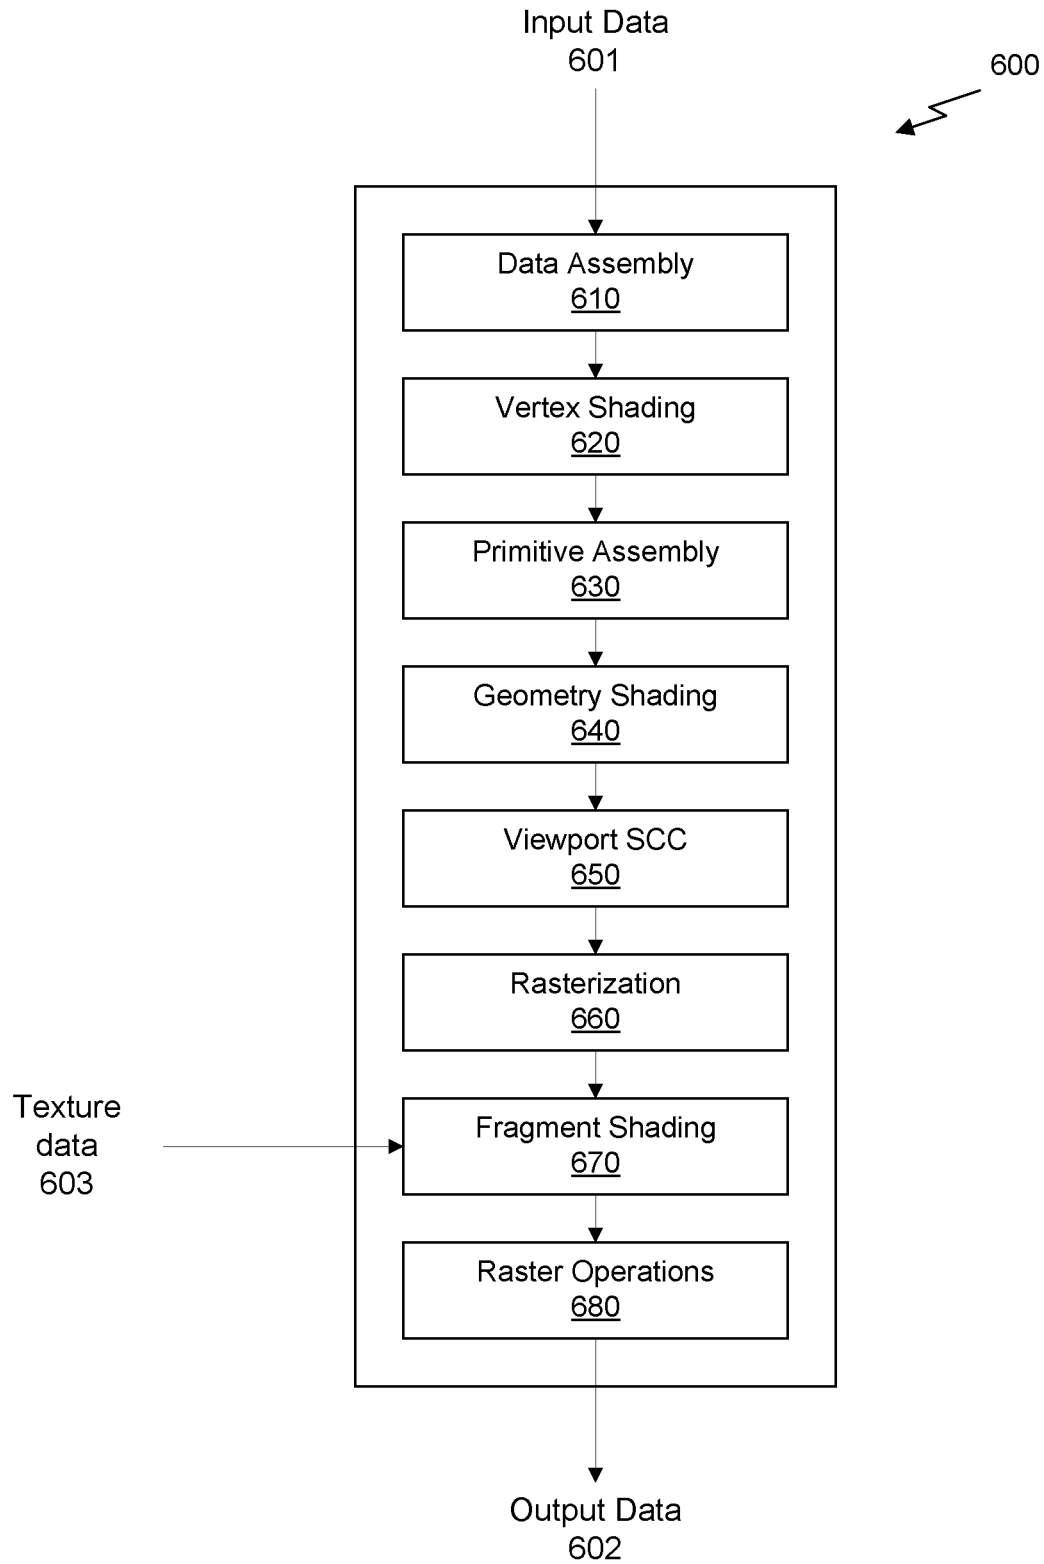 Input Data
601
600
Data Assembly
610
Vertex Shading
620
Primitive Assembly
630
Geometry Shading
640
Viewport SCC
650
Rasterization
660
Texture
data
603
Fragment Shading
670
Raster Operations
680
Output Data
602